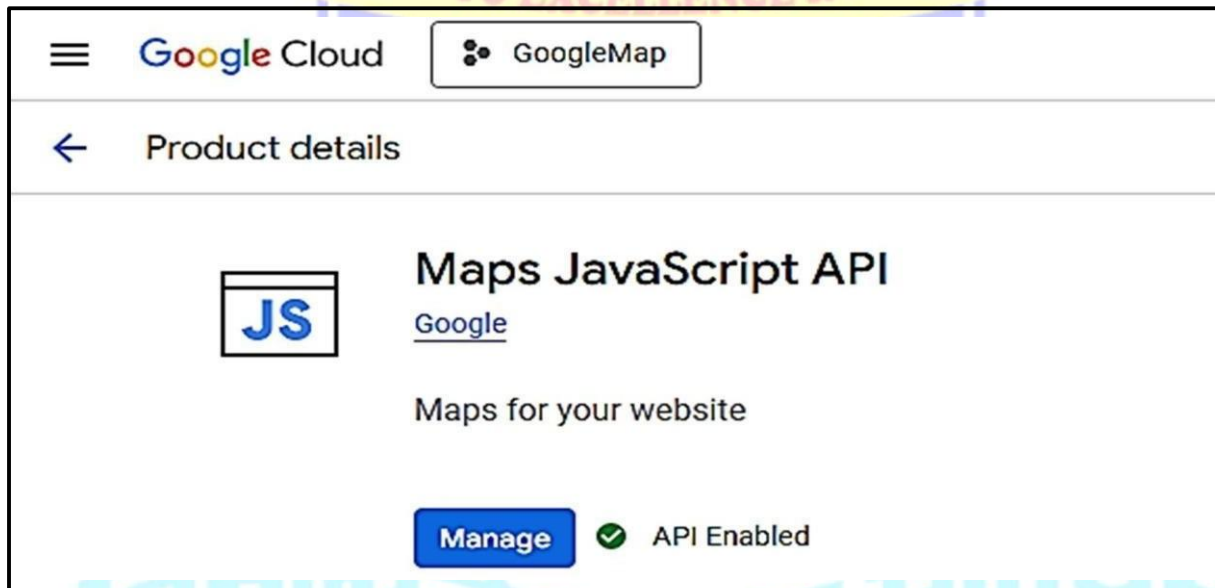 Google Cloud GoogleMap
Product details
Maps JavaScript API
JS
Google
Maps for your website
Manage API Enabled